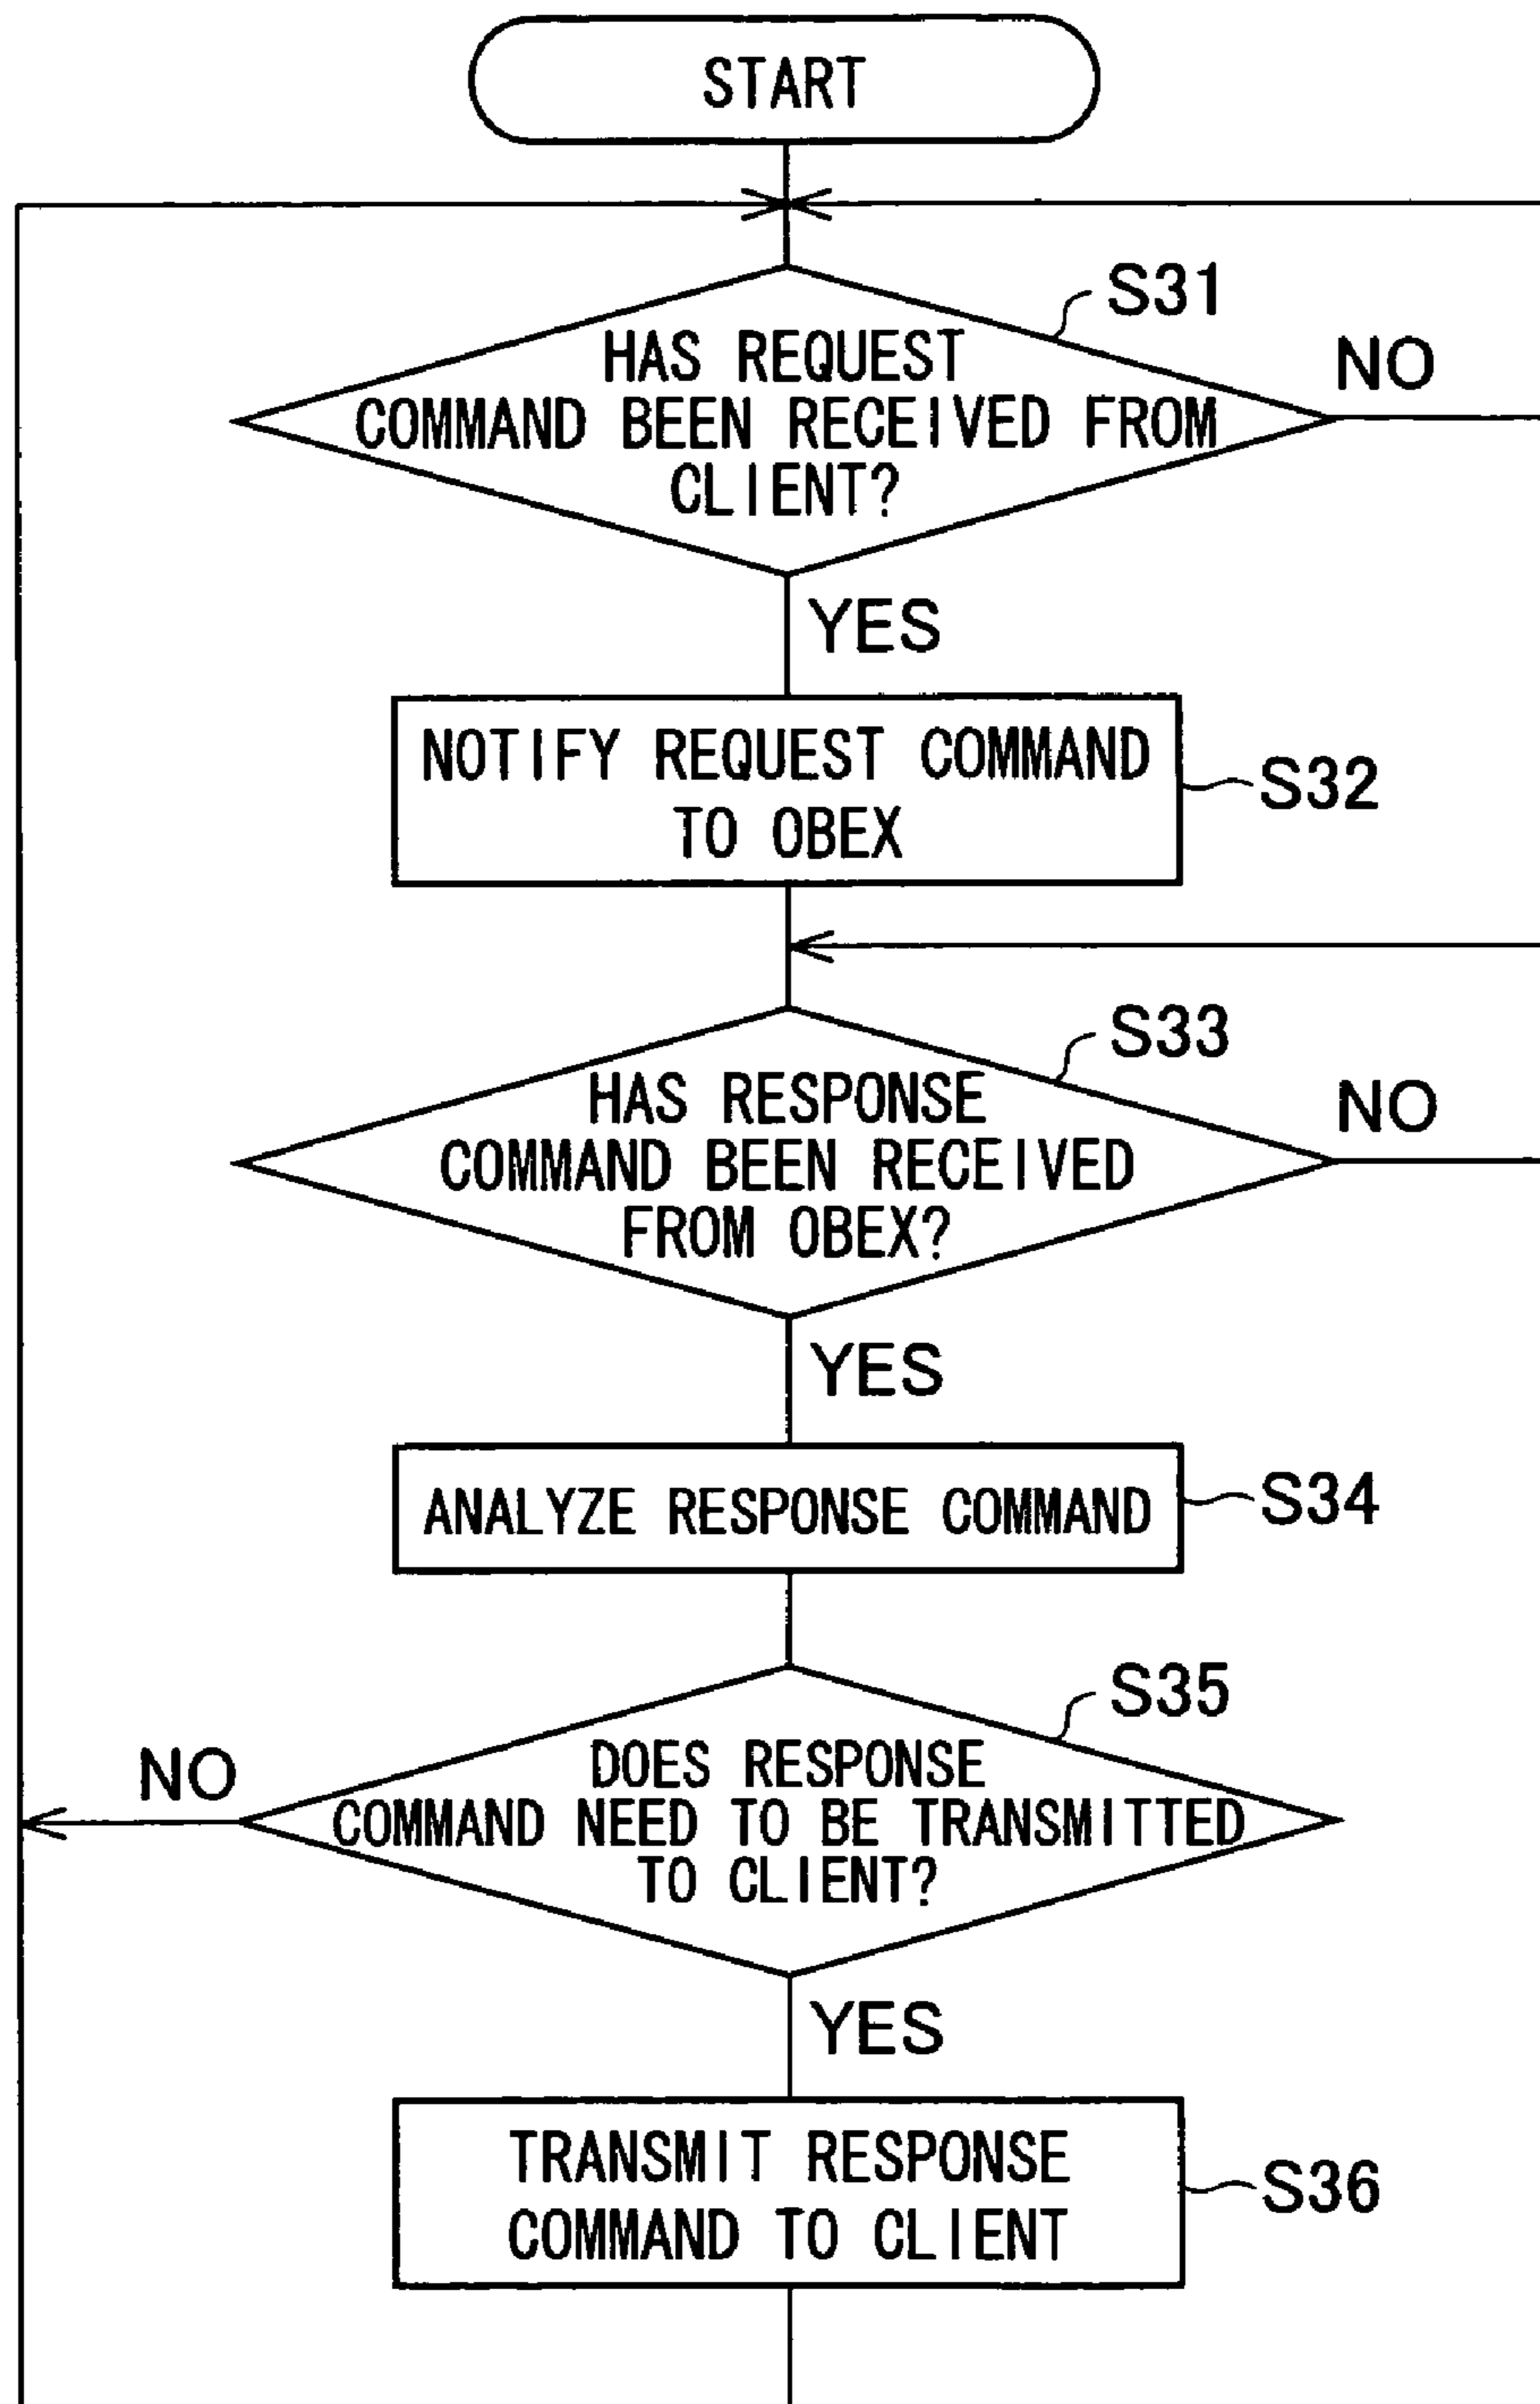 START
S31
HAS REQUEST
COMMAND BEEN RECEIVED FROM
CLIENT?
NO
YES
NOTIFY REQUEST COMMAND
TO OBEX
S32
S33
HAS RESPONSE
COMMAND BEEN RECEIVED
FROM OBEX?
NO
YES
ANALYZE RESPONSE COMMAND
S34
S35
DOES RESPONSE
COMMAND NEED TO BE TRANSMITTED
TO CLIENT?
NO
YES
TRANSMIT RESPONSE
COMMAND TO CLIENT
S36